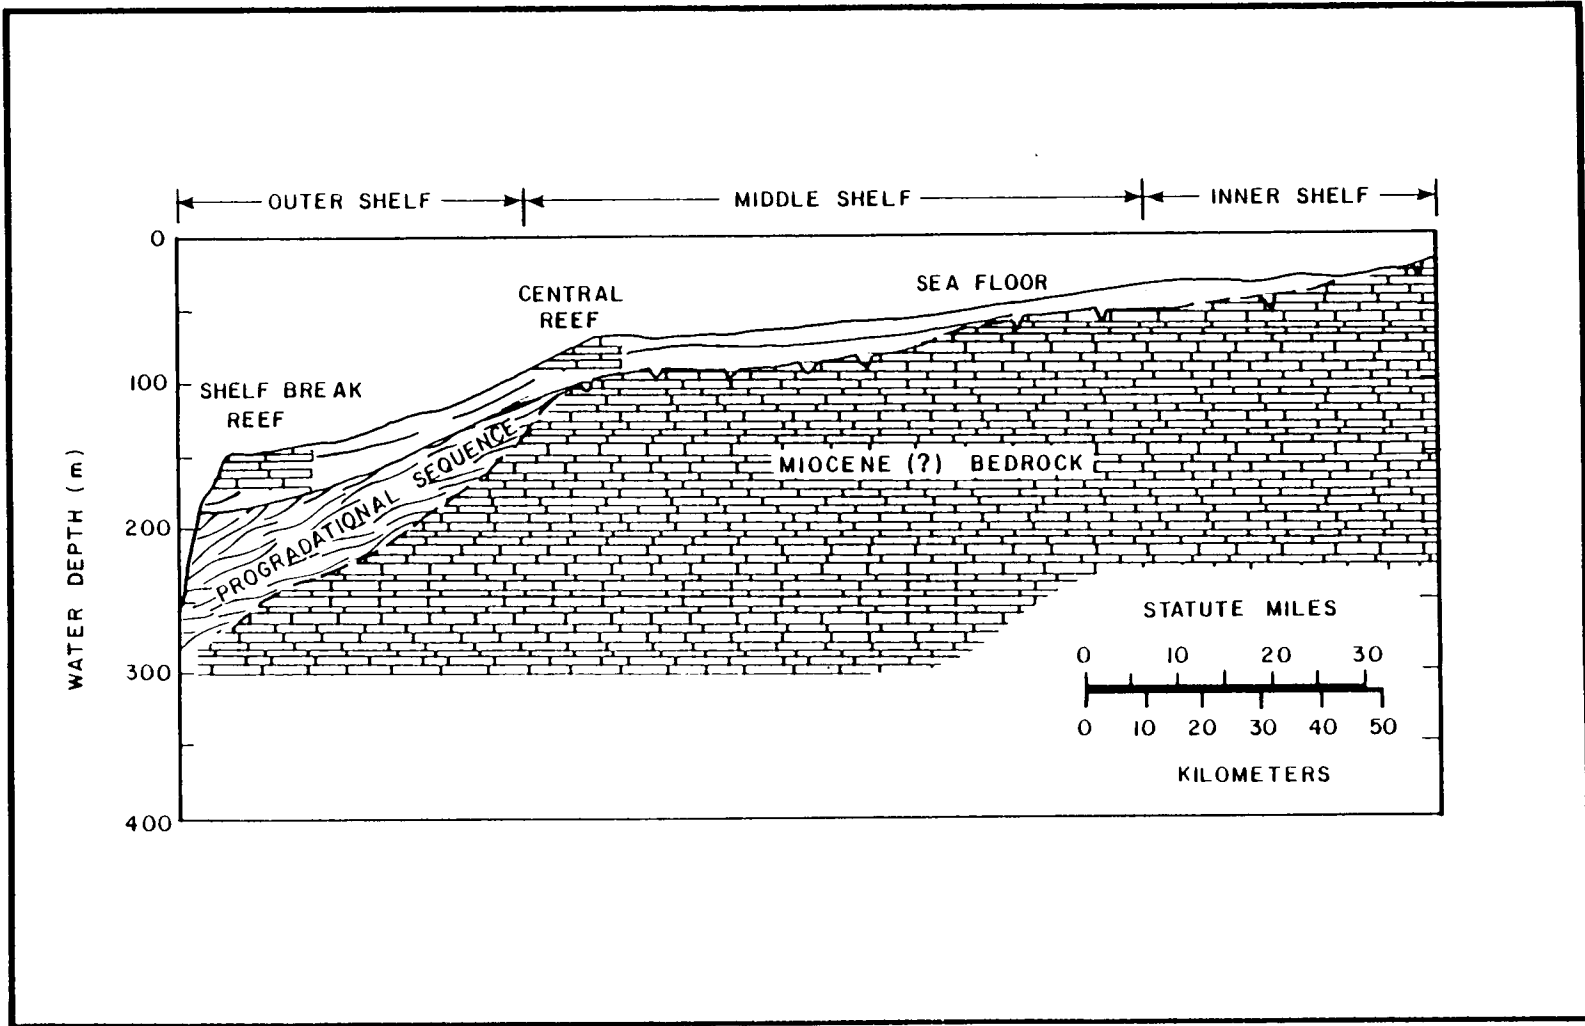 OUTER SHELF
MIDDLE SHELF
INNER SHELF
0
100
200
300
400
WATER DEPTH (m)
CENTRAL
REEF
SEA FLOOR
SHELF BREAK
REEF
PROGRADATIONAL SEQUENCE
MIOCENE (?) BEDROCK
STATUTE MILES
0 10 20 30
0 10 20 30 40 50
KILOMETERS